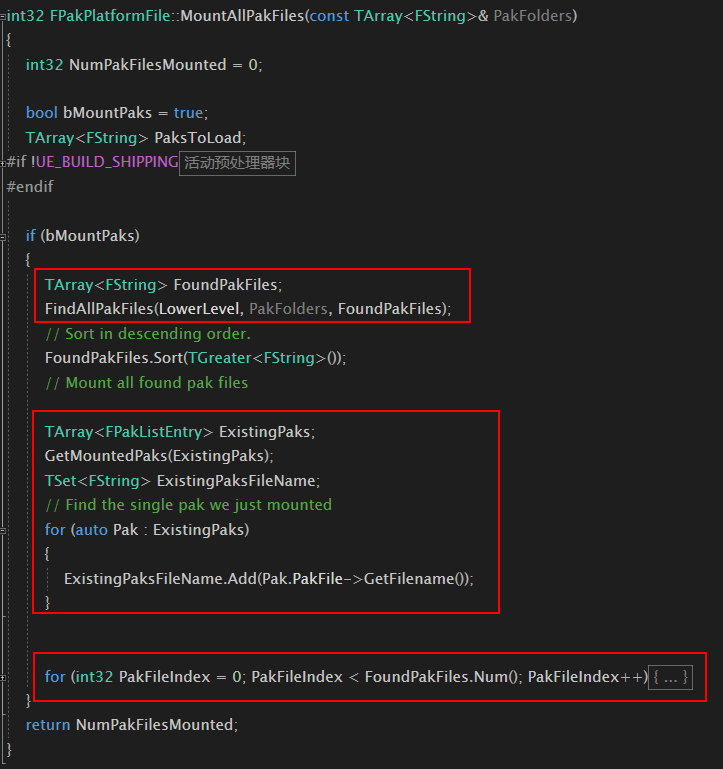 int32 FPakPlatformFile::MountAllPakFiles(const TArray<FString>& PakFolders)
{
int32 NumPakFilesMounted = 0;
bool bMountPaks = true;
TArray<FString> PaksToLoad;
#if !UE_BUILD_SHIPPING 活动预处理器块
#endif
if (bMountPaks)
{
TArray<FString> FoundPakFiles;
FindAllPakFiles(LowerLevel, PakFolders, FoundPakFiles);
// Sort in descending order.
FoundPakFiles.Sort(TGreater<FString>());
// Mount all found pak files
TArray<FPakListEntry> ExistingPaks;
GetMountedPaks(ExistingPaks);
TSet<FString> ExistingPaksFileName;
// Find the single pak we just mounted
for (auto Pak : ExistingPaks)
{
ExistingPaksFileName.Add(Pak.PakFile->GetFilename());
}
for (int32 PakFileIndex = 0; PakFileIndex < FoundPakFiles.Num(); PakFileIndex++){ ... }
}
return NumPakFilesMounted;
}